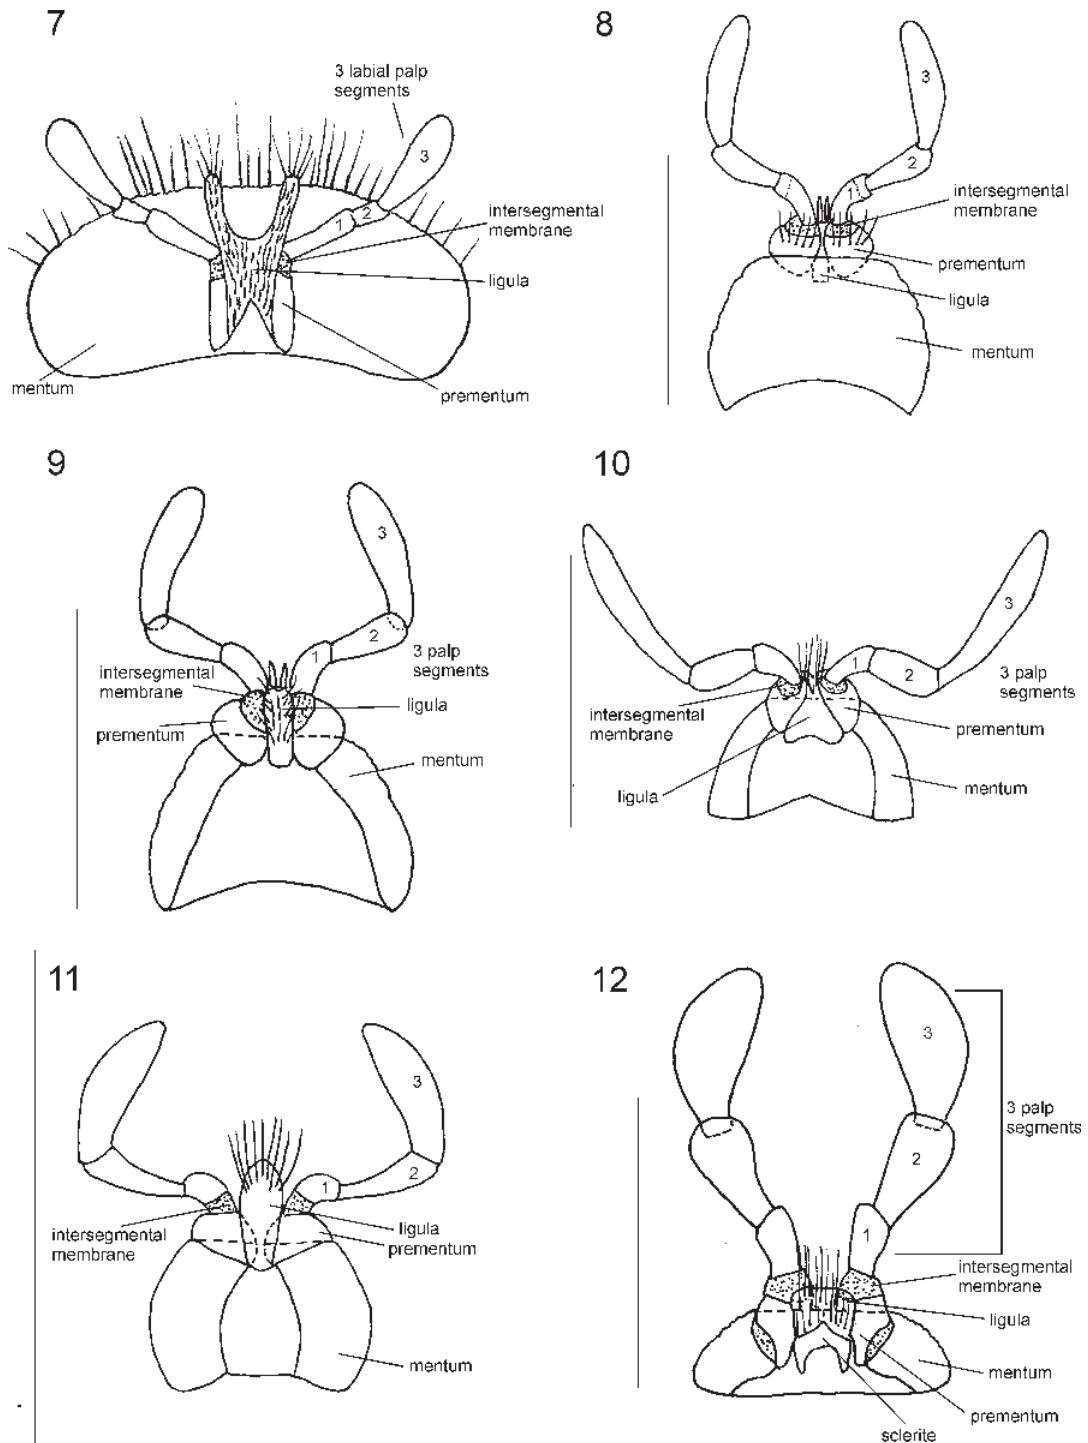 7
3 labial palp
segments
3
intersegmental
membrane
2
1
ligula
mentum
prementum
8
3
2
1
intersegmental
membrane
prementum
ligula
mentum
9
3
2
1
3 palp
segments
intersegmental
membrane
ligula
prementum
mentum
10
3
1
2
3 palp
segments
intersegmental
membrane
prementum
ligula
mentum
11
3
2
1
intersegmental
membrane
ligula
prementum
mentum
12
3
3 palp
segments
2
1
intersegmental
membrane
ligula
mentum
prementum
sclerite